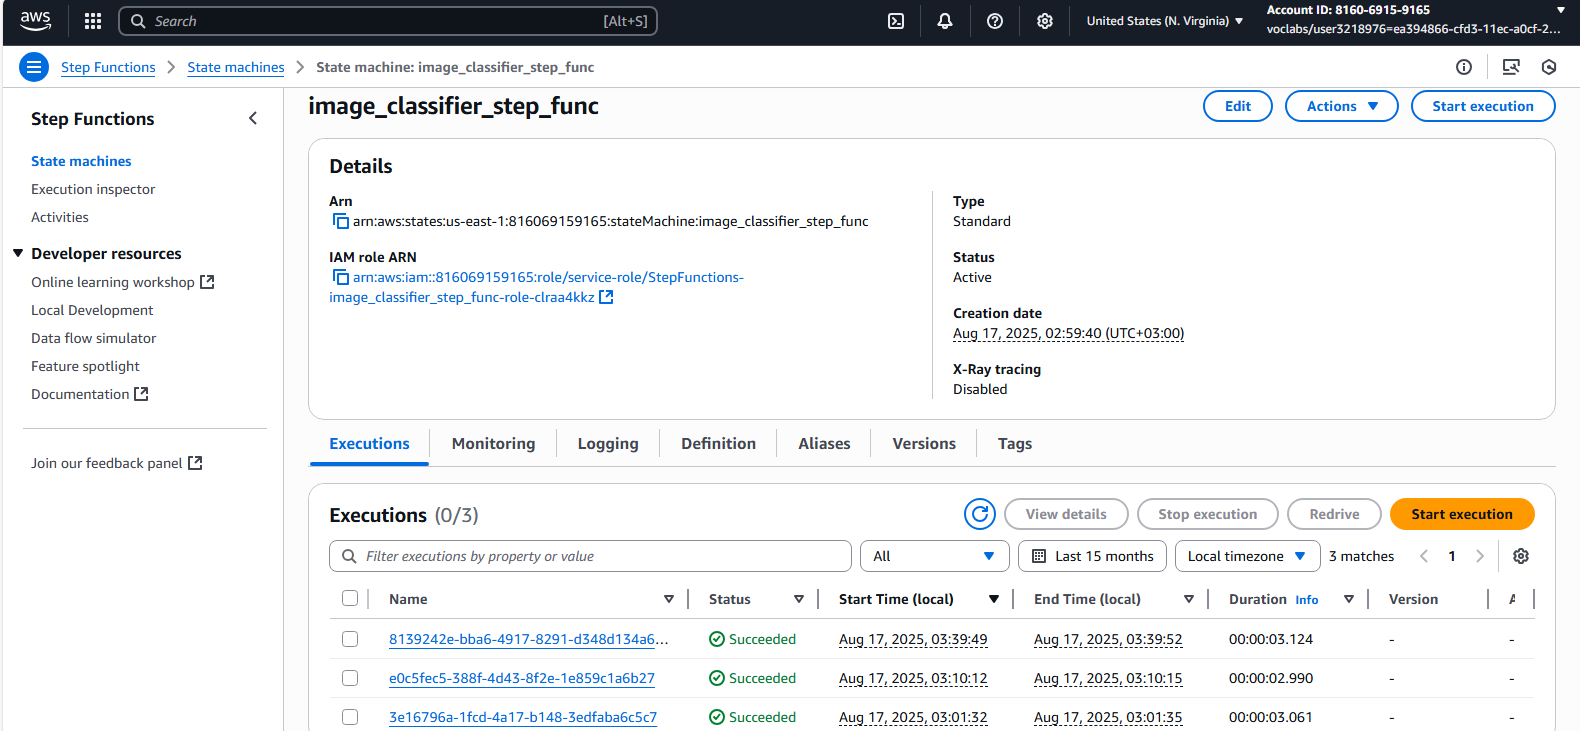 aws
Search [Alt+S]
United States (N. Virginia)
Account ID: 8160-6915-9165
voclabs/user3218976=ea394866-cfd3-11ec-a0cf-2...
Step Functions
State machines
State machine: image_classifier_step_func
Step Functions
State machines
Execution inspector
Activities
Developer resources
Online learning workshop
Local Development
Data flow simulator
Feature spotlight
Documentation
Join our feedback panel
image_classifier_step_func
Edit
Actions
Start execution
Details
Arn
arn:aws:states:us-east-1:816069159165:stateMachine:image_classifier_step_func
IAM role ARN
arn:aws:iam::816069159165:role/service-role/StepFunctions-
image_classifier_step_func-role-clraa4kkz
Type
Standard
Status
Active
Creation date
Aug 17, 2025, 02:59:40 (UTC+03:00)
X-Ray tracing
Disabled
Executions Monitoring Logging Definition Aliases Versions Tags
Executions (0/3)
View details
Stop execution
Redrive
Start execution
Filter executions by property or value
All
Last 15 months
Local timezone
3 matches
1
Name Status Start Time (local) End Time (local) Duration Info Version
8139242e-bba6-4917-8291-d348d134a6... Succeeded Aug 17, 2025, 03:39:49 Aug 17, 2025, 03:39:52 00:00:03.124 - -
e0c5fec5-388f-4d43-8f2e-1e859c1a6b27 Succeeded Aug 17, 2025, 03:10:12 Aug 17, 2025, 03:10:15 00:00:02.990 - -
3e16796a-1fcd-4a17-b148-3edfaba6c5c7 Succeeded Aug 17, 2025, 03:01:32 Aug 17, 2025, 03:01:35 00:00:03.061 - -